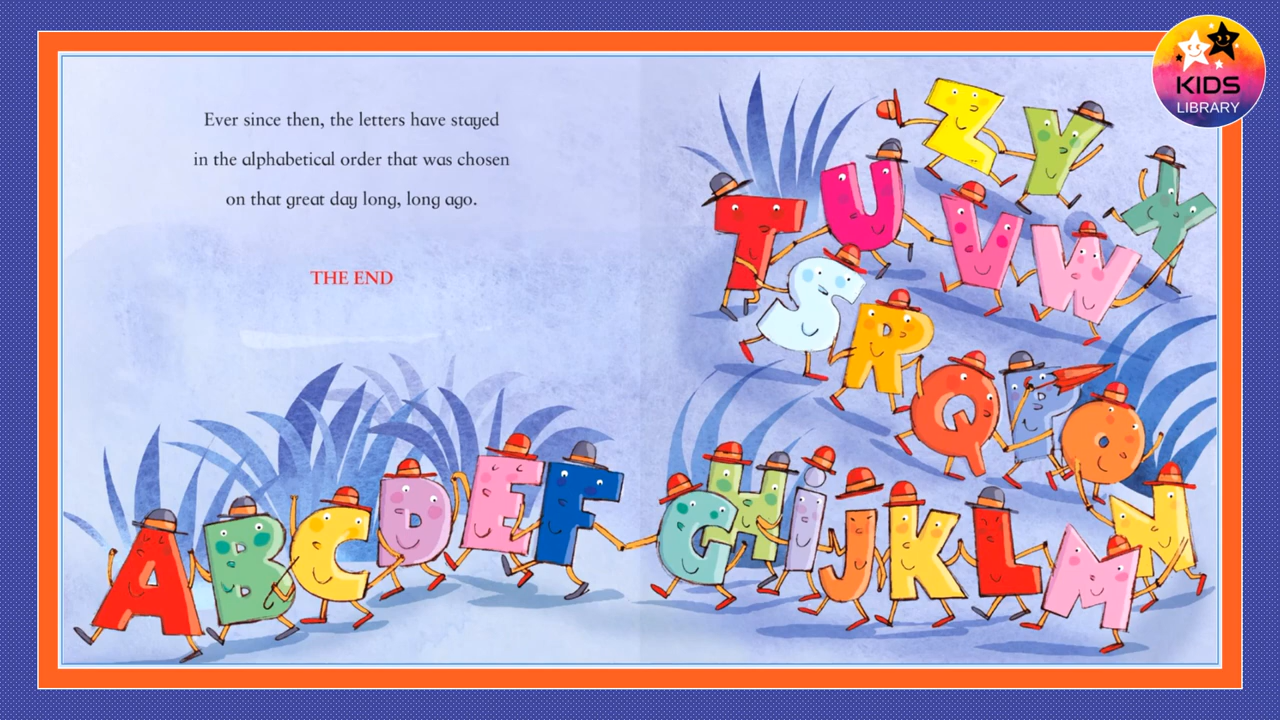 Ever since then, the letters have stayed
in the alphabetical order that was chosen
on that great day long, long ago.
THE END
KIDS
LIBRARY
Z Y
U X
T V W
S R
Q P O
A B C D E F G H i J K L M N